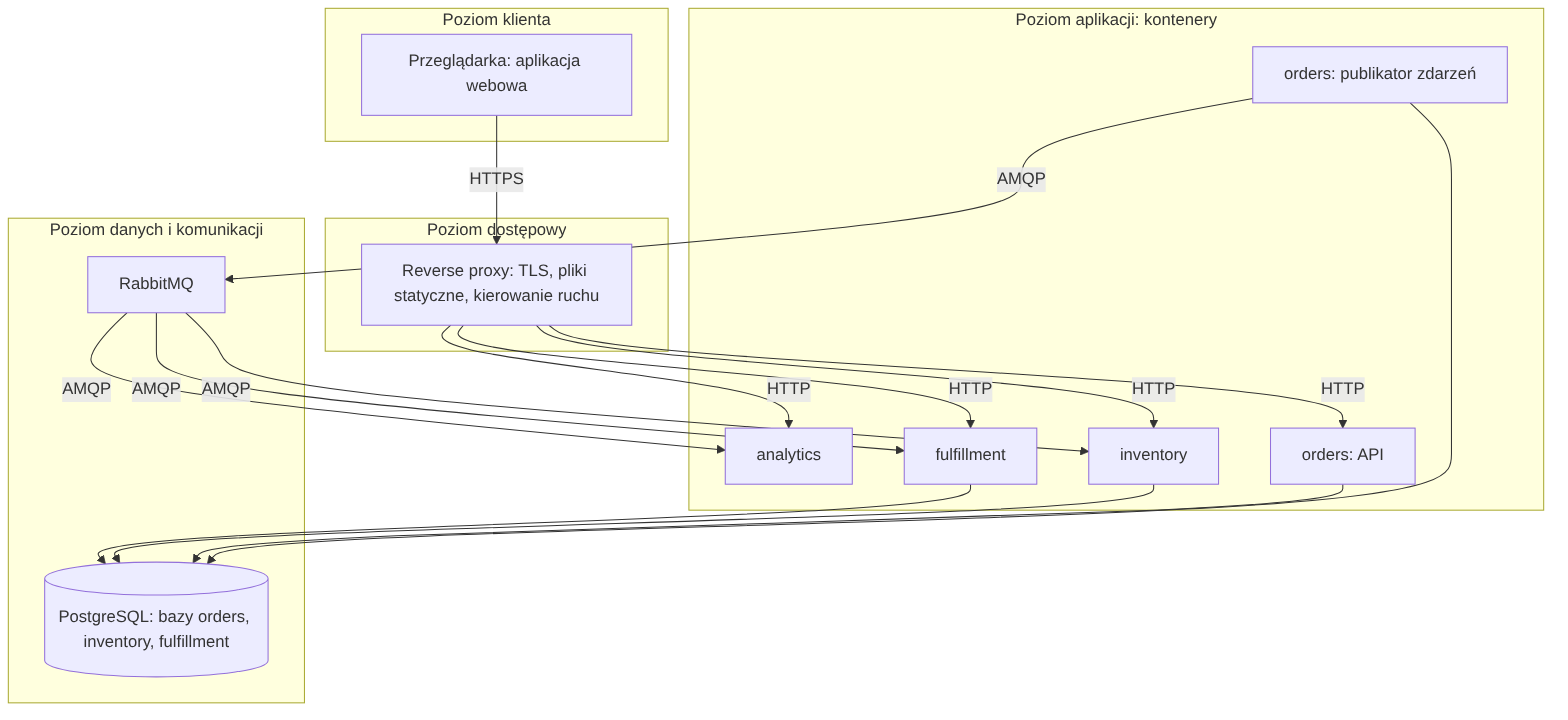 Poziom klienta
Przeglądarka: aplikacja
webowa
HTTPS
Poziom aplikacji: kontenery
orders: publikator zdarzeń
AMQP
Poziom danych i komunikacji
RabbitMQ
Poziom dostępowy
Reverse proxy: TLS, pliki
statyczne, kierowanie ruchu
AMQP
AMQP
AMQP
HTTP
HTTP
HTTP
HTTP
analytics
fulfillment
inventory
orders: API
PostgreSQL: bazy orders,
inventory, fulfillment